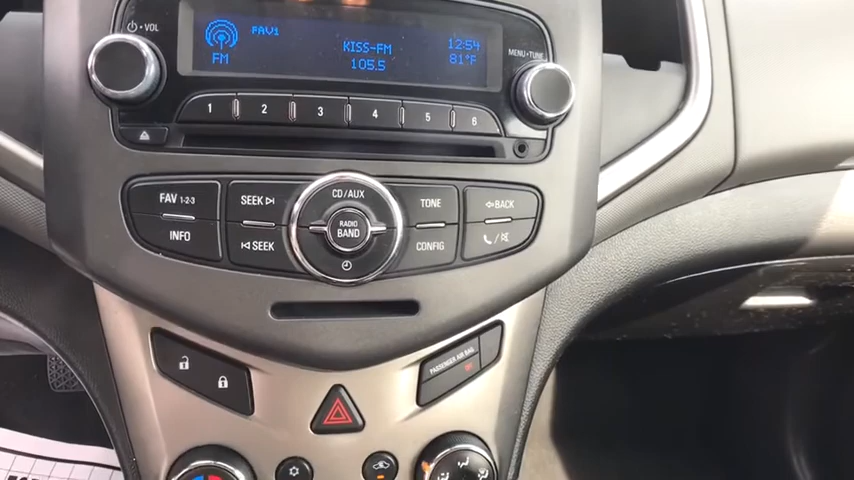 VOL
FAV1
KISS-FM
12:54
FM
105.5
81°F
MENU•TUNE
1 2 3 4 5 6
CD/AUX
FAV 1-2-3
SEEK
RADIO
BAND
TONE
BACK
INFO
SEEK
CONFIG
PASSENGER AIR BAG